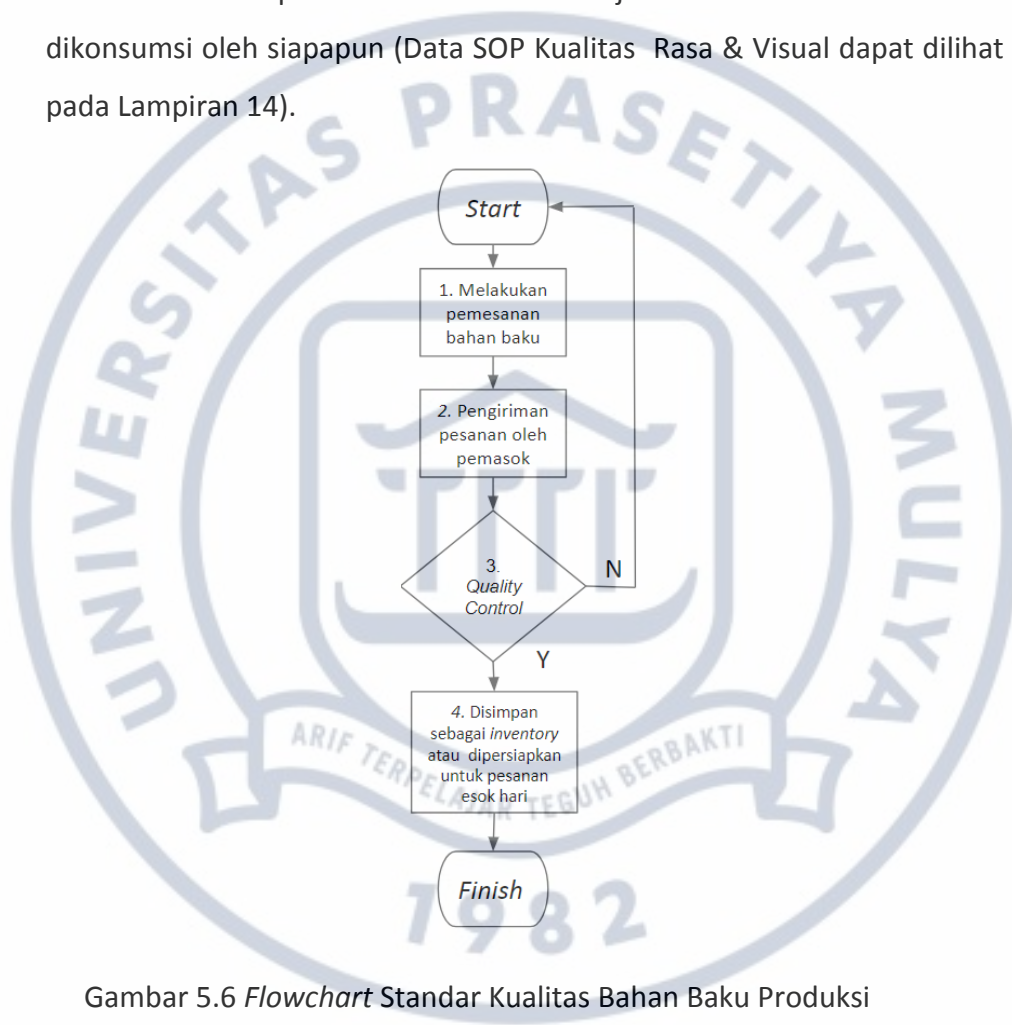 dikonsumsi oleh siapapun (Data SOP Kualitas Rasa & Visual dapat dilihat
pada Lampiran 14).
UNIVERSITAS PRASETIYA MULYA
Start
1. Melakukan
pemesanan
bahan baku
2. Pengiriman
pesanan oleh
pemasok
3.
Quality
Control
N
Y
4. Disimpan
sebagai inventory
atau dipersiapkan
untuk pesanan
esok hari
ARIF TERPELAJAR TEGUH BERBAKTI
Finish
1982
Gambar 5.6 Flowchart Standar Kualitas Bahan Baku Produksi